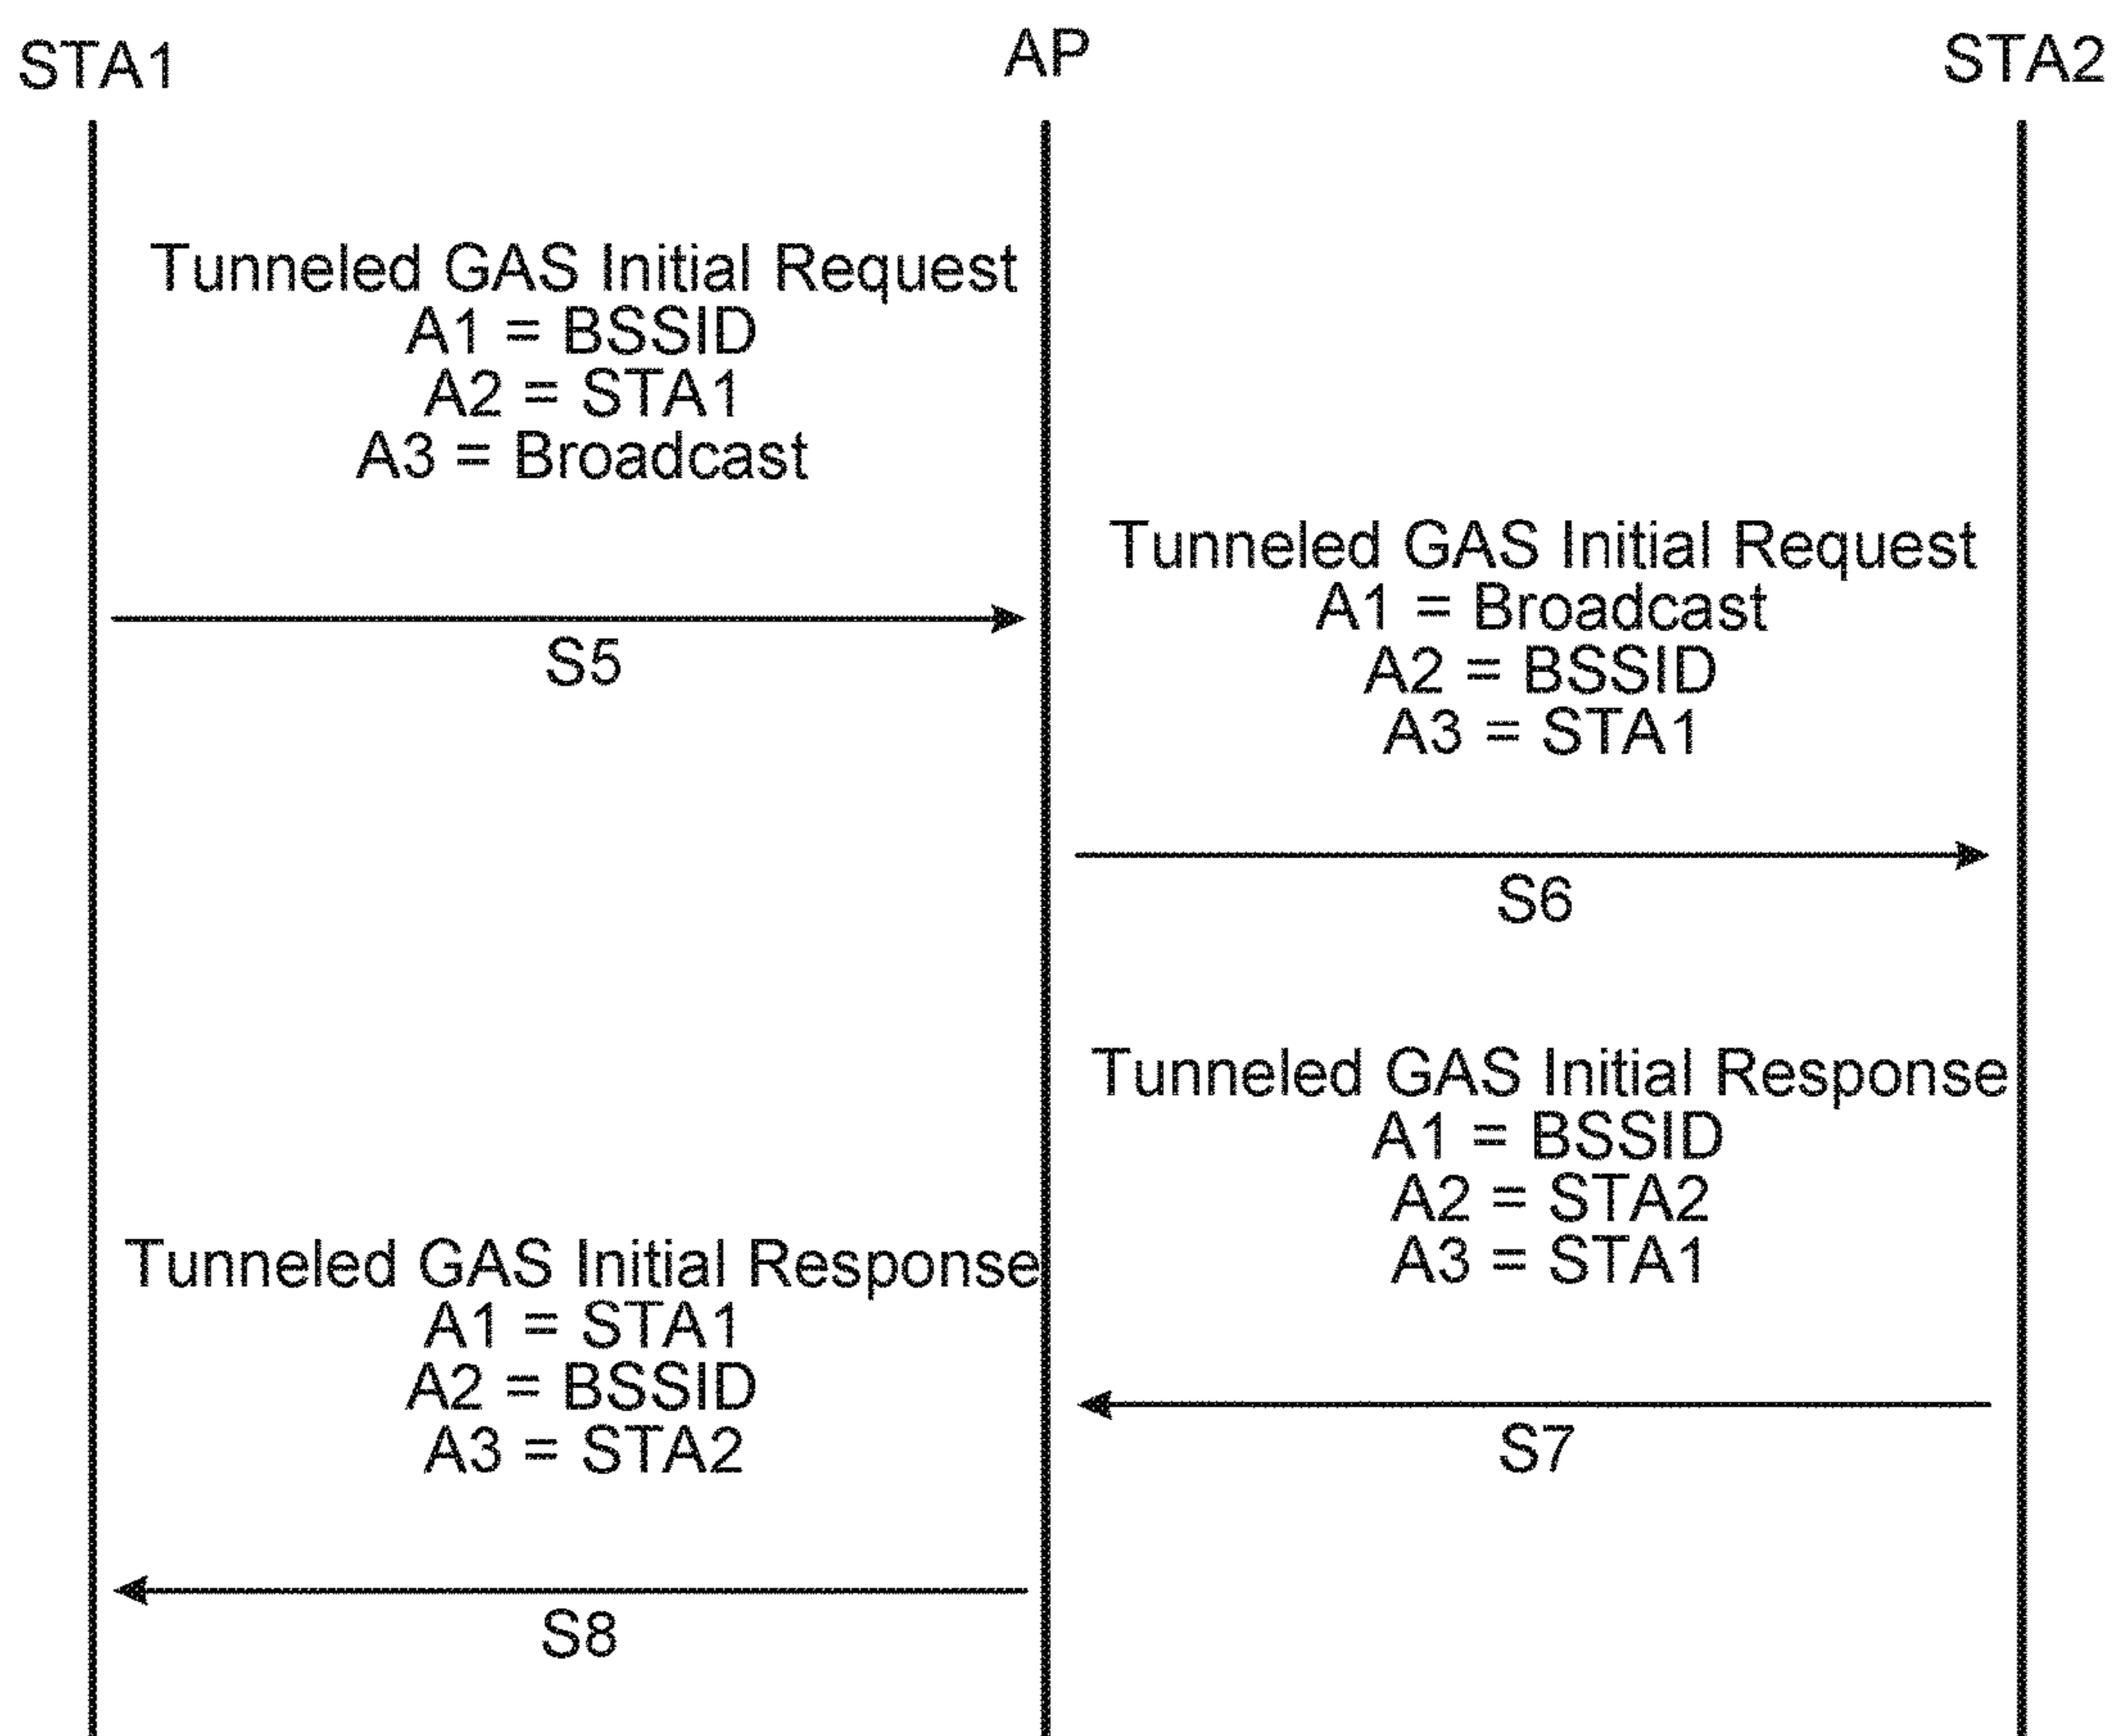 STA1
AP
STA2
Tunneled GAS Initial Request
A1 = BSSID
A2 = STA1
A3 = Broadcast
S5
Tunneled GAS Initial Request
A1 = Broadcast
A2 = BSSID
A3 = STA1
S6
Tunneled GAS Initial Response
A1 = BSSID
A2 = STA2
A3 = STA1
S7
Tunneled GAS Initial Response
A1 = STA1
A2 = BSSID
A3 = STA2
S8